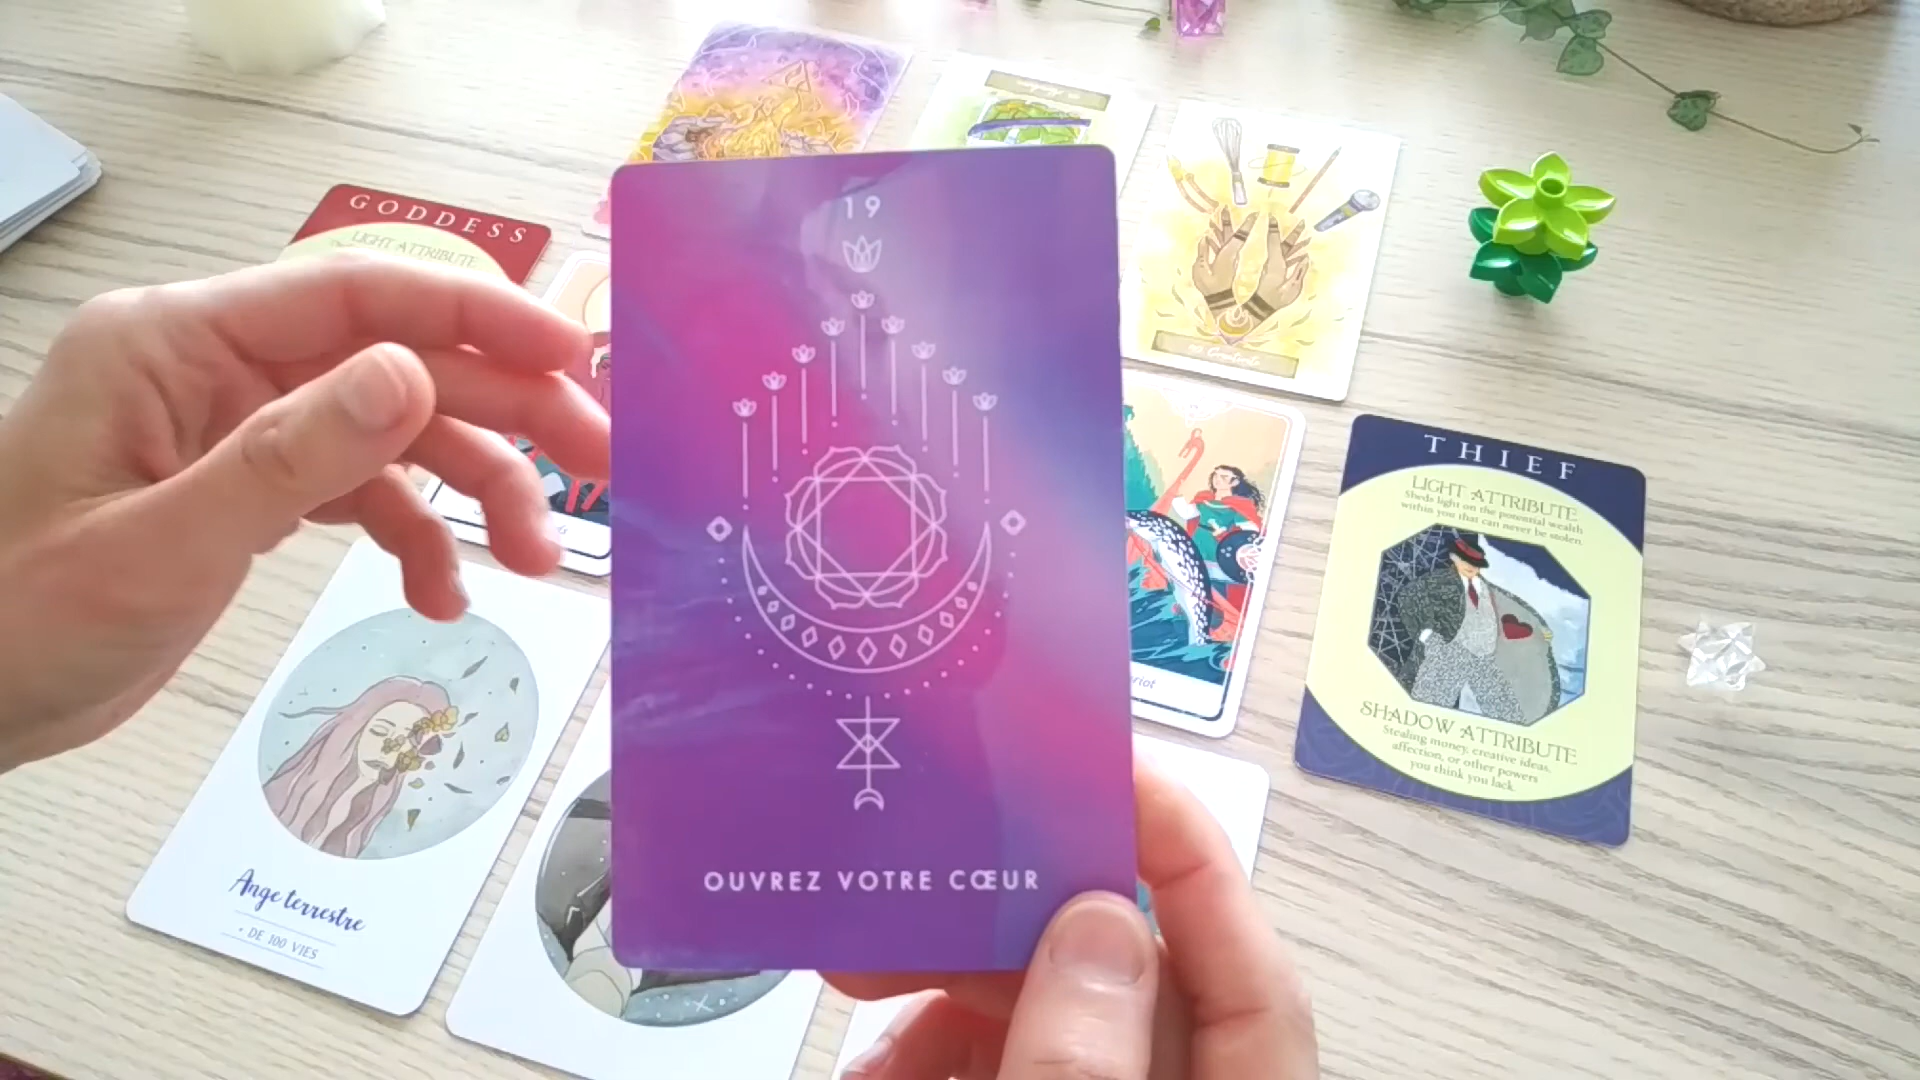 19
OUVREZ VOTRE CŒUR
GODDESS
LIGHT ATTRIBUTE
Créativité
THIEF
LIGHT ATTRIBUTE
Sheds light on the potential wealth
within you that can never be stolen.
SHADOW ATTRIBUTE
Stealing money, creative ideas,
affection, or other powers
you think you lack.
Ange terrestre
+ DE 100 VIES